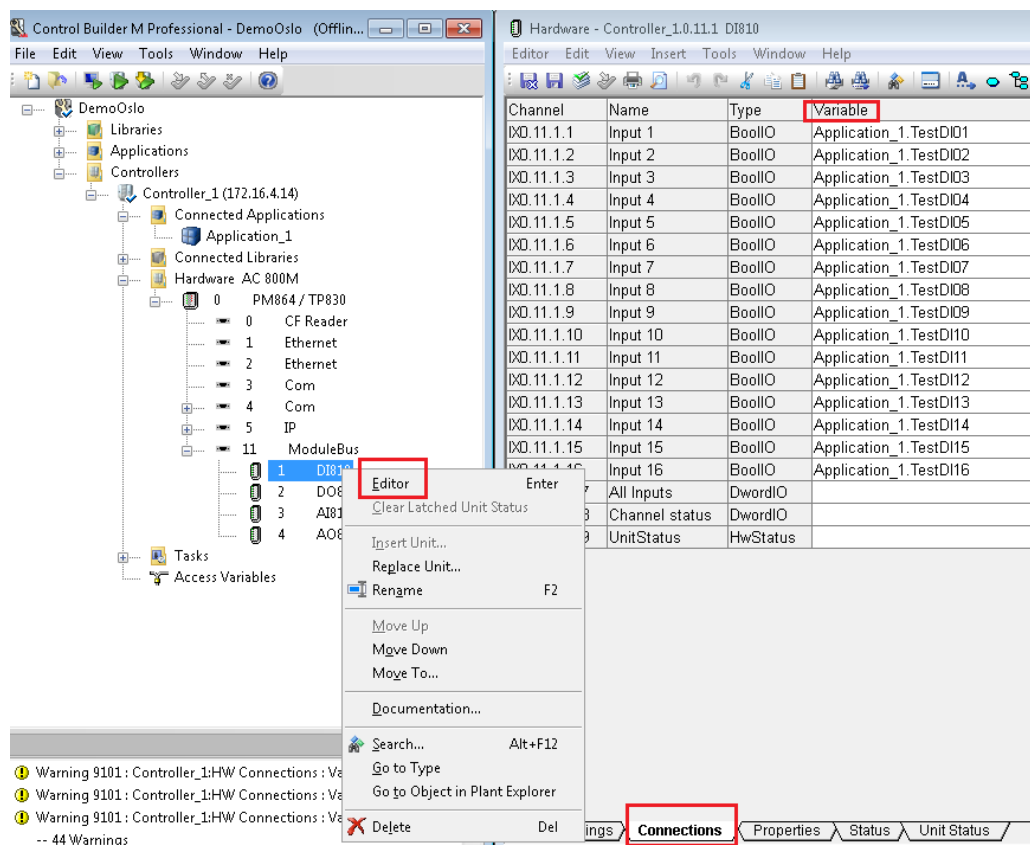 Control Builder M Professional - DemoOslo (Offlin...
File Edit View Tools Window Help
DemoOslo
Libraries
Applications
Controllers
Controller_1 (172.16.4.14)
Connected Applications
Application_1
Connected Libraries
Hardware AC 800M
0 PM864 / TP830
0 CF Reader
1 Ethernet
2 Ethernet
3 Com
4 Com
5 IP
11 ModuleBus
1 DI810
2 DO8
3 AI81
4 AO8
Tasks
Access Variables
Editor Enter
Clear Latched Unit Status
Insert Unit...
Replace Unit...
Rename F2
Move Up
Move Down
Move To...
Documentation...
Search... Alt+F12
Go to Type
Go to Object in Plant Explorer
Delete Del
Warning 9101 : Controller_1:HW Connections : Va
Warning 9101 : Controller_1:HW Connections : Va
Warning 9101 : Controller_1:HW Connections : Va
-- 44 Warnings
Hardware - Controller_1.0.11.1 DI810
Editor Edit View Insert Tools Window Help
Channel Name Type Variable
IX0.11.1.1 Input 1 BoolIO Application_1.TestDI01
IX0.11.1.2 Input 2 BoolIO Application_1.TestDI02
IX0.11.1.3 Input 3 BoolIO Application_1.TestDI03
IX0.11.1.4 Input 4 BoolIO Application_1.TestDI04
IX0.11.1.5 Input 5 BoolIO Application_1.TestDI05
IX0.11.1.6 Input 6 BoolIO Application_1.TestDI06
IX0.11.1.7 Input 7 BoolIO Application_1.TestDI07
IX0.11.1.8 Input 8 BoolIO Application_1.TestDI08
IX0.11.1.9 Input 9 BoolIO Application_1.TestDI09
IX0.11.1.10 Input 10 BoolIO Application_1.TestDI10
IX0.11.1.11 Input 11 BoolIO Application_1.TestDI11
IX0.11.1.12 Input 12 BoolIO Application_1.TestDI12
IX0.11.1.13 Input 13 BoolIO Application_1.TestDI13
IX0.11.1.14 Input 14 BoolIO Application_1.TestDI14
IX0.11.1.15 Input 15 BoolIO Application_1.TestDI15
IX0.11.1.16 Input 16 BoolIO Application_1.TestDI16
7 All Inputs DwordIO
8 Channel status DwordIO
9 UnitStatus HwStatus
ings Connections Properties Status Unit Status